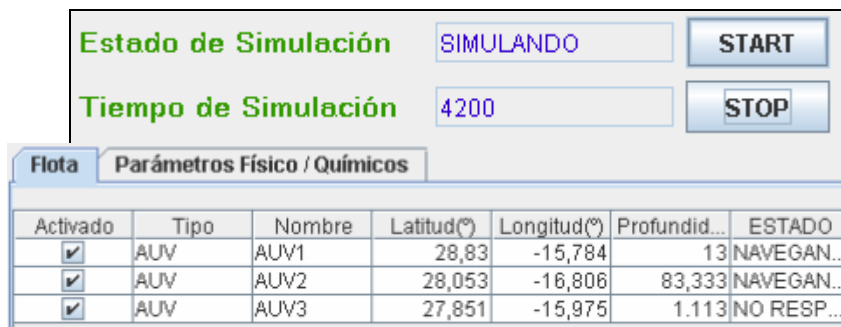 Estado de Simulación SIMULANDO START
Tiempo de Simulación 4200 STOP
Flota Parámetros Físico / Químicos
Activado Tipo Nombre Latitud(º) Longitud(º) Profundid... ESTADO
AUV AUV1 28,83 -15,784 13 NAVEGAN...
AUV AUV2 28,053 -16,806 83,333 NAVEGAN...
AUV AUV3 27,851 -15,975 1.113 NO RESP...